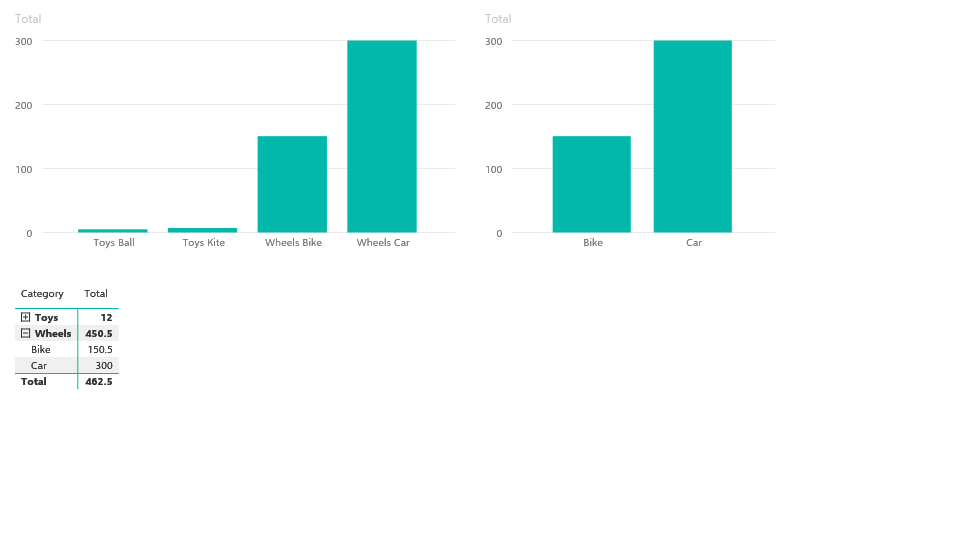 Total
300
200
100
0
Toys Ball Toys Kite Wheels Bike Wheels Car
Total
300
200
100
0
Bike Car
Category Total
Toys 12
Wheels 450.5
Bike 150.5
Car 300
Total 462.5